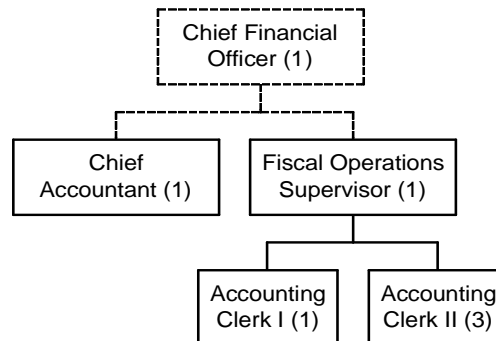 Chief Financial
Officer (1)
Chief
Accountant (1)
Fiscal Operations
Supervisor (1)
Accounting
Clerk I (1)
Accounting
Clerk II (3)